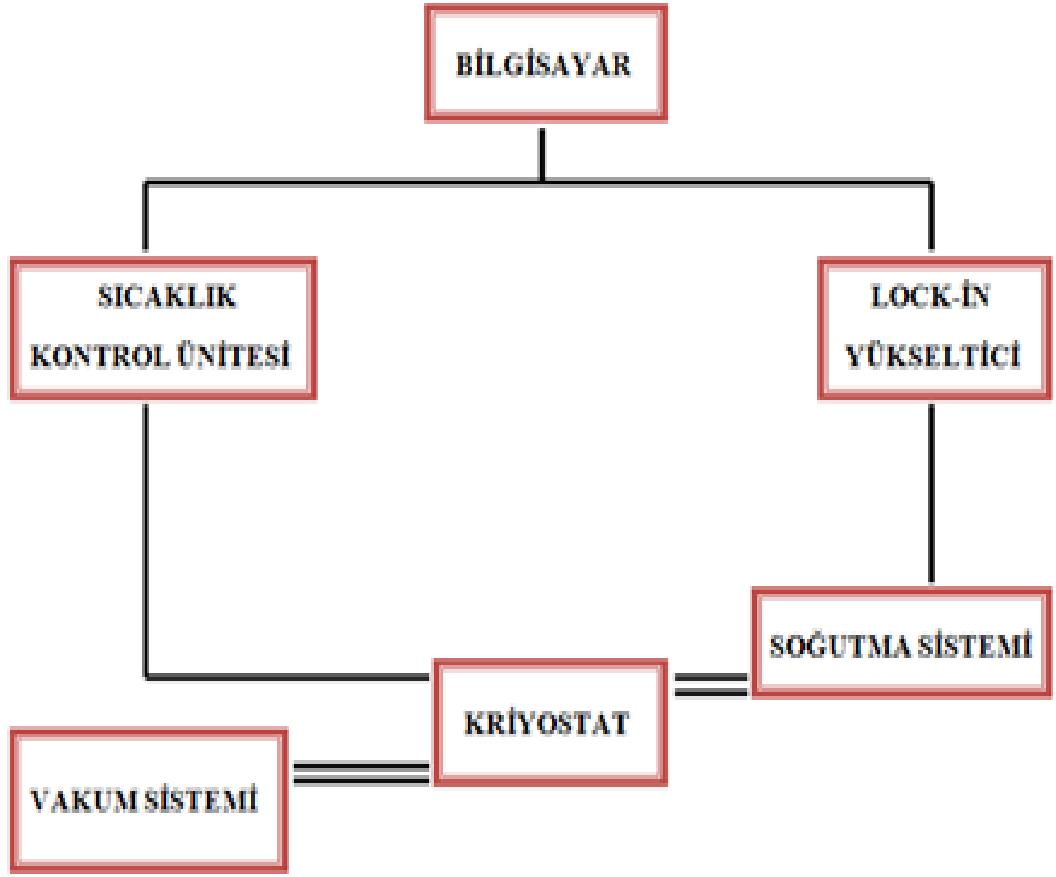 BİLGİSAYAR
SICAKLIK
KONTROL ÜNİTESİ
LOCK-İN
YÜKSELTİCİ
SOĞUTMA SİSTEMİ
KRİYOSTAT
VAKUM SİSTEMİ